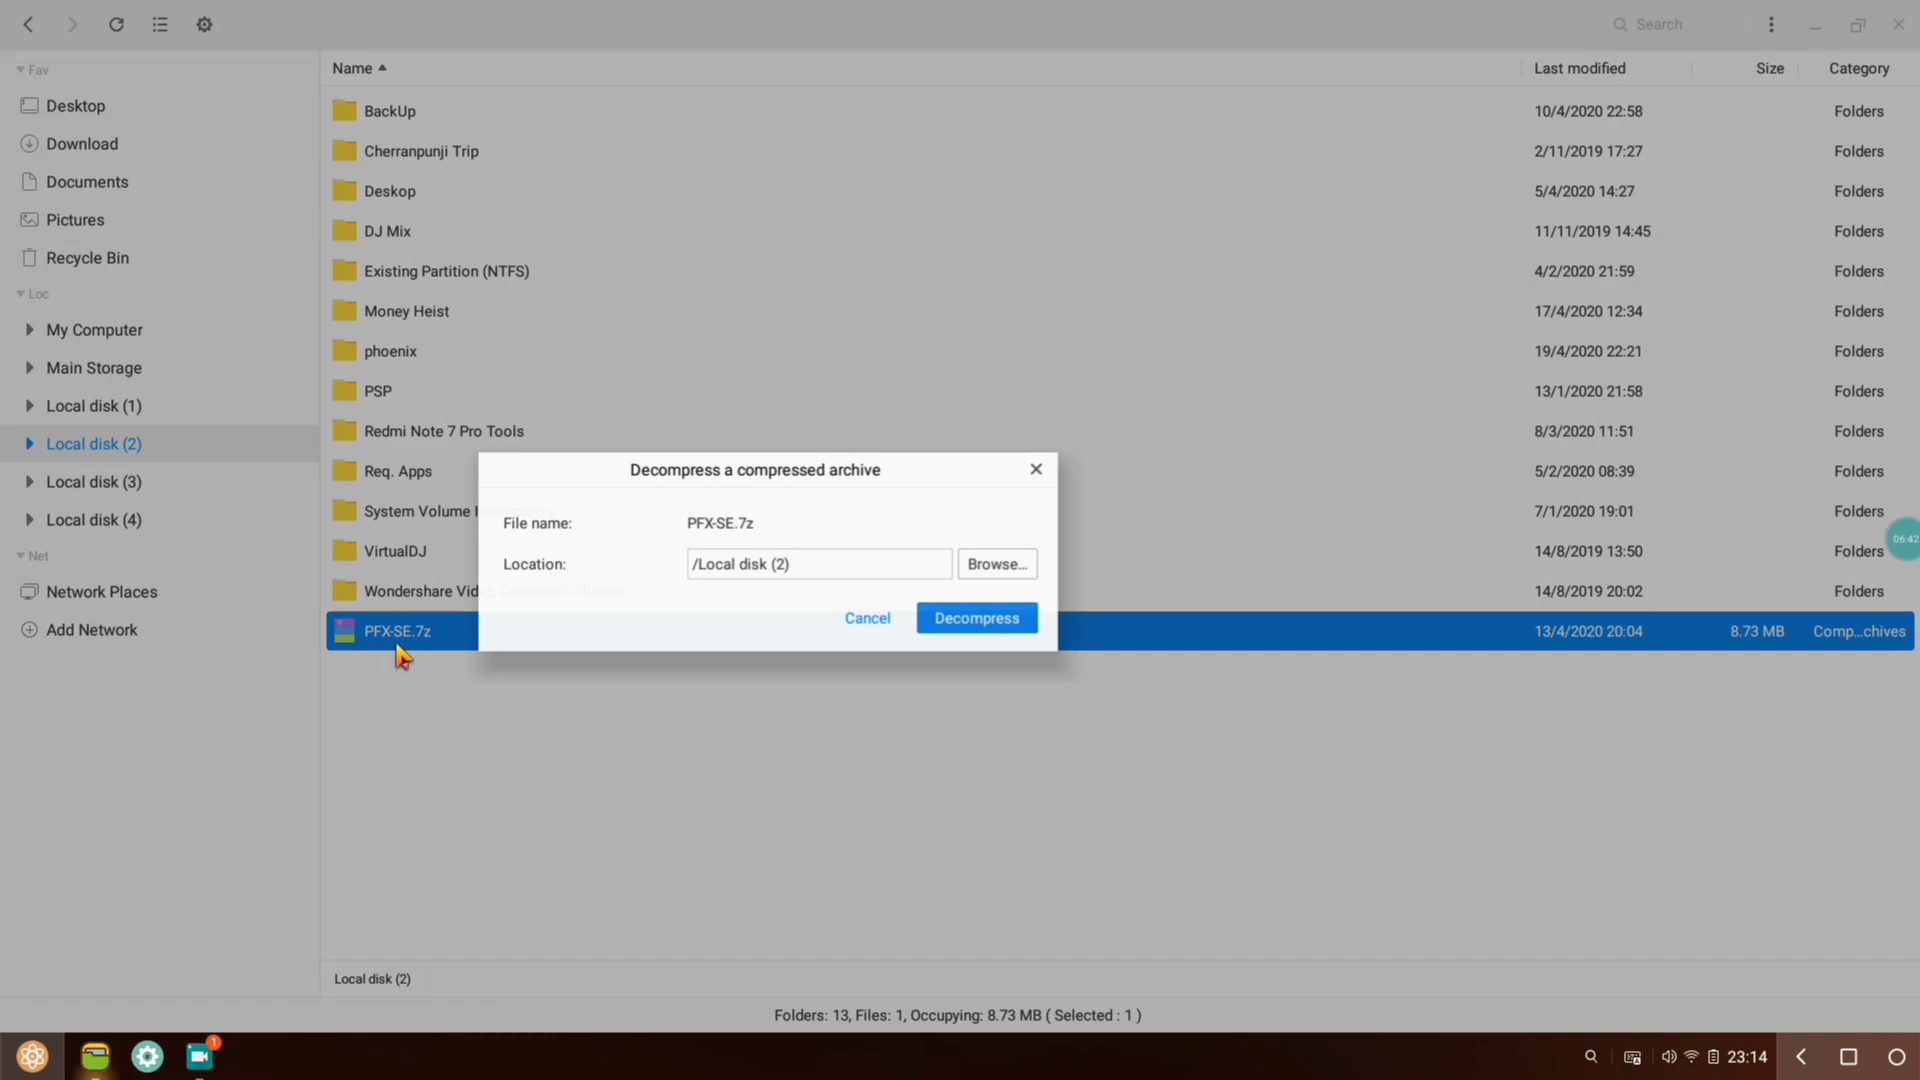 Search
Fav
Desktop
Download
Documents
Pictures
Recycle Bin
Loc
My Computer
Main Storage
Local disk (1)
Local disk (2)
Local disk (3)
Local disk (4)
Net
Network Places
Add Network
Name Last modified Size Category
BackUp 10/4/2020 22:58 Folders
Cherranpunji Trip 2/11/2019 17:27 Folders
Deskop 5/4/2020 14:27 Folders
DJ Mix 11/11/2019 14:45 Folders
Existing Partition (NTFS) 4/2/2020 21:59 Folders
Money Heist 17/4/2020 12:34 Folders
phoenix 19/4/2020 22:21 Folders
PSP 13/1/2020 21:58 Folders
Redmi Note 7 Pro Tools 8/3/2020 11:51 Folders
Req. Apps 5/2/2020 08:39 Folders
System Volume 7/1/2020 19:01 Folders
VirtualDJ 14/8/2019 13:50 Folders
Wondershare Video Converter Ultimate 14/8/2019 20:02 Folders
PFX-SE.7z 13/4/2020 20:04 8.73 MB Comp...chives
Decompress a compressed archive
File name: PFX-SE.7z
Location: /Local disk (2) Browse...
Cancel Decompress
06:42
Local disk (2)
Folders: 13, Files: 1, Occupying: 8.73 MB ( Selected : 1 )
1
23:14